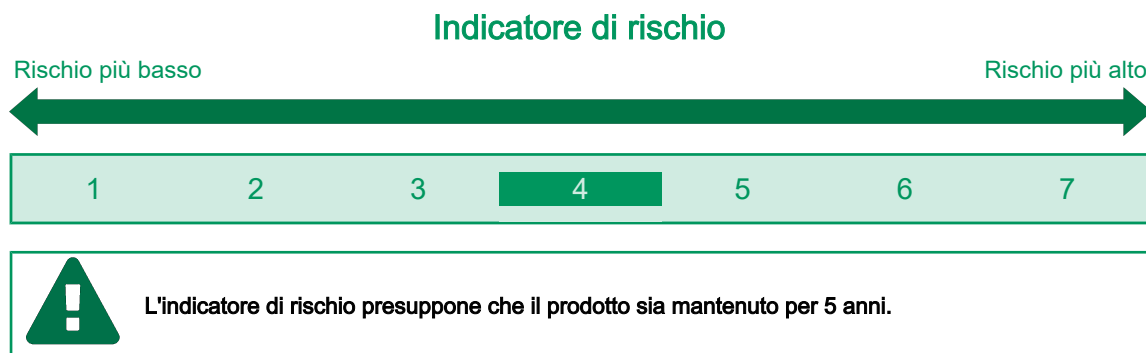 Indicatore di rischio
Rischio più basso Rischio più alto
1 2 3 4 5 6 7
L'indicatore di rischio presuppone che il prodotto sia mantenuto per 5 anni.